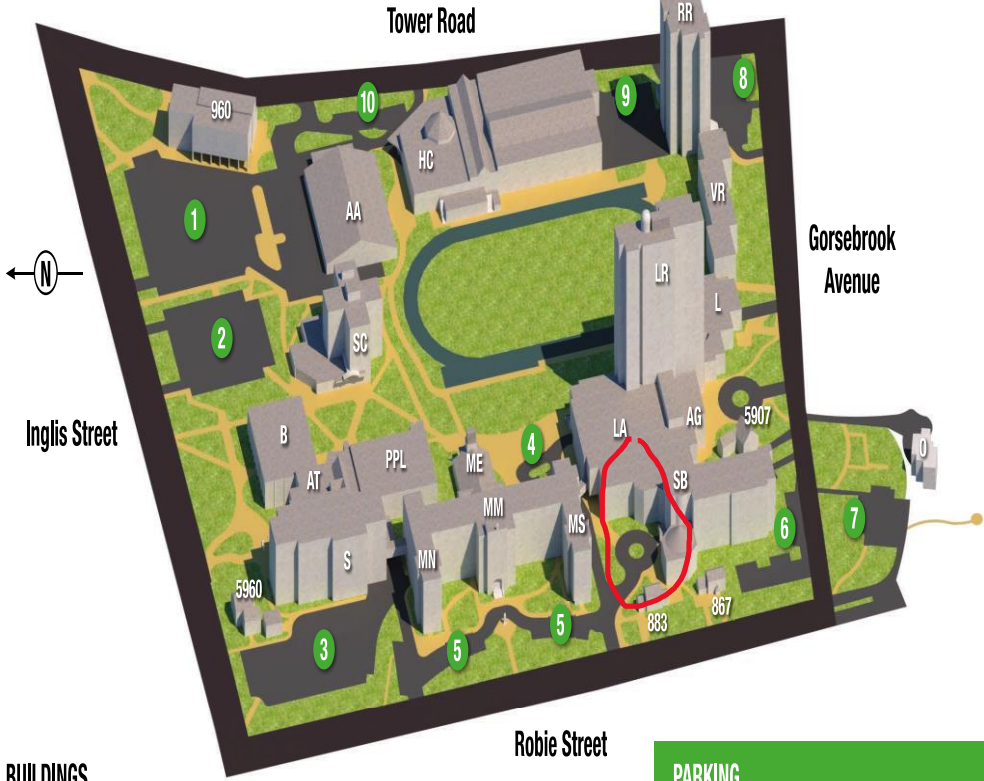 Tower Road
RR
10
9
8
960
HC
AA
VR
1
Gorsebrook
Avenue
N
LR
L
2
SC
Inglis Street
B
PPL
AT
ME
4
LA
AG
5907
O
SB
MM
MS
6
7
S
MN
5960
867
883
3
5
5
Robie Street
BUILDINGS
PARKING